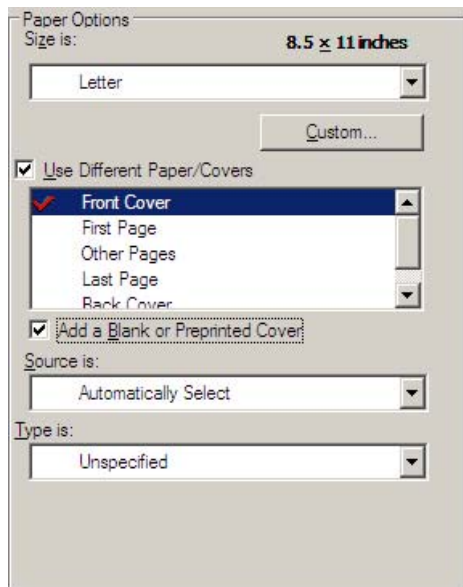 Paper Options
Size is: 8.5 x 11 inches
Letter
Custom...
Use Different Paper/Covers
Front Cover
First Page
Other Pages
Last Page
Back Cover
Add a Blank or Preprinted Cover
Source is:
Automatically Select
Type is:
Unspecified